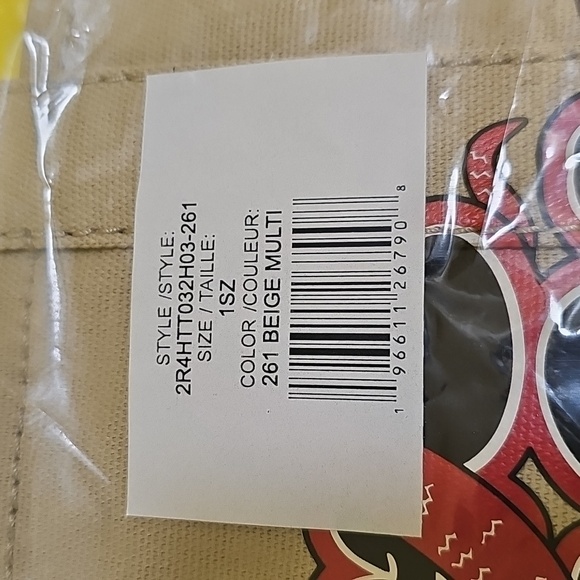 STYLE /STYLE:
2R4HTT032H03-261
SIZE / TAILLE:
1SZ
COLOR /COULEUR:
261 BEIGE MULTI
1 96611 26790 8